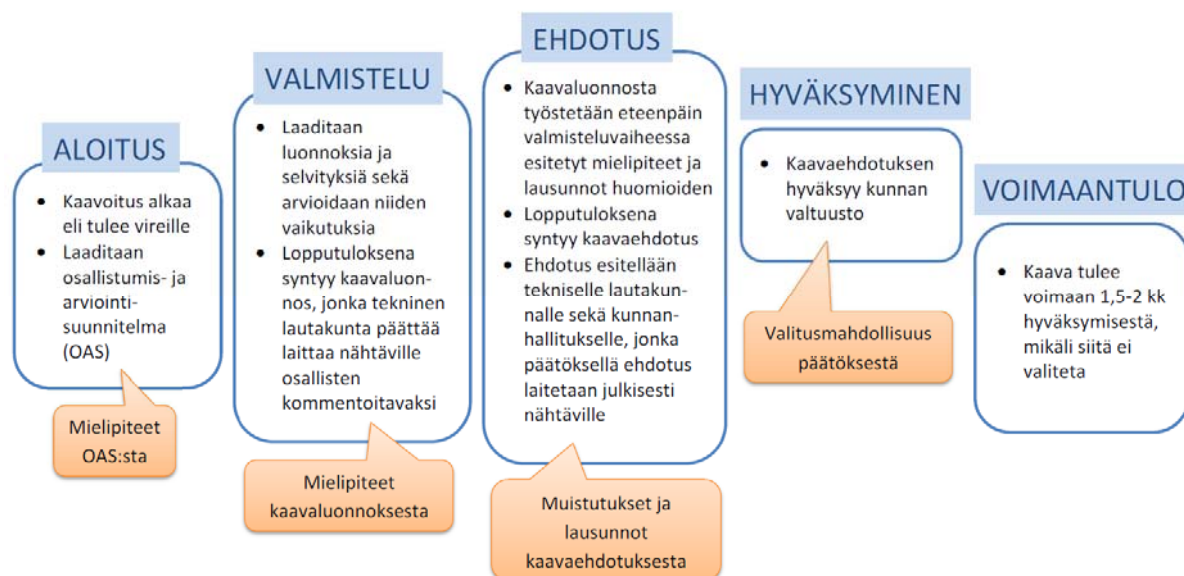 ALOITUS
• Kaavoitus alkaa
eli tulee vireille
• Laaditaan
osallistumis- ja
arviointi-
suunnitelma
(OAS)
Mielipiteet
OAS:sta
VALMISTELU
• Laaditaan
luonnoksia ja
selvityksiä sekä
arvioidaan niiden
vaikutuksia
• Lopputuloksena
syntyy kaavaluon-
nos, jonka tekninen
lautakunta päättää
laittaa nähtäville
osallisten
kommentoitavaksi
Mielipiteet
kaavaluonnoksesta
EHDOTUS
• Kaavaluonnosta
työstetään eteenpäin
valmisteluvaiheessa
esitetyt mielipiteet ja
lausunnot huomioiden
• Lopputuloksena
syntyy kaavaehdotus
• Ehdotus esitellään
tekniselle lautakun-
nalle sekä kunnan-
hallitukselle, jonka
päätöksellä ehdotus
laitetaan julkisesti
nähtäville
Muistutukset ja
lausunnot
kaavaehdotuksesta
HYVÄKSYMINEN
• Kaavaehdotuksen
hyväksyy kunnan
valtuusto
Valitusmahdollisuus
päätöksestä
VOIMAANTULO
• Kaava tulee
voimaan 1,5-2 kk
hyväksymisestä,
mikäli siitä ei
valiteta